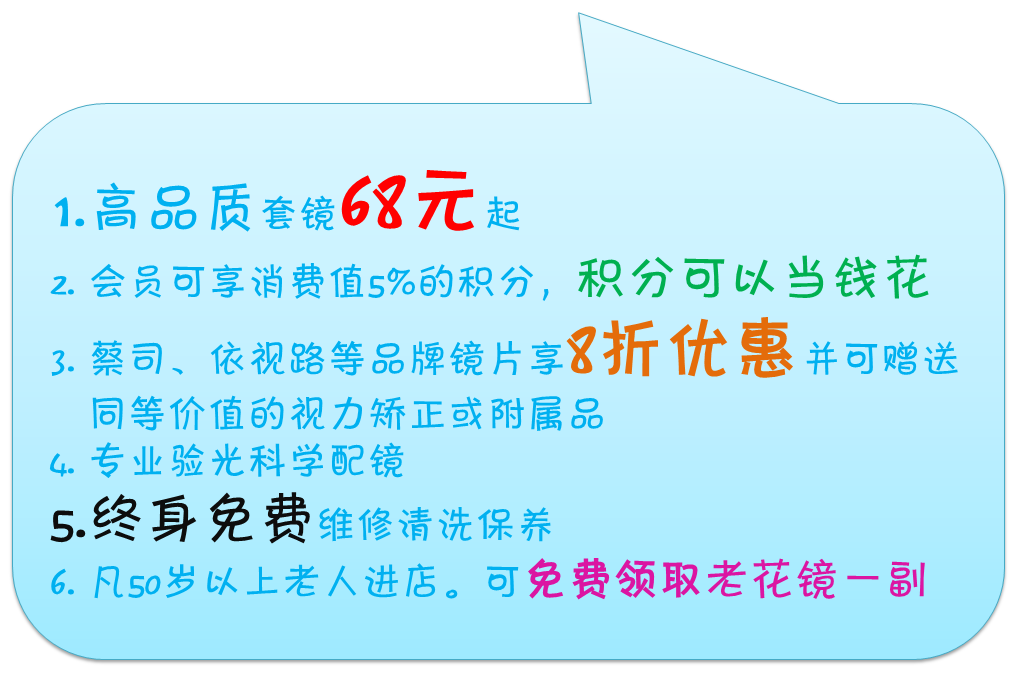 1.高品质套镜68元起
2. 会员可享消费值5%的积分，积分可以当钱花
3. 蔡司、依视路等品牌镜片享8折优惠并可赠送
同等价值的视力矫正或附属品
4. 专业验光科学配镜
5.终身免费维修清洗保养
6. 凡50岁以上老人进店。可免费领取老花镜一副